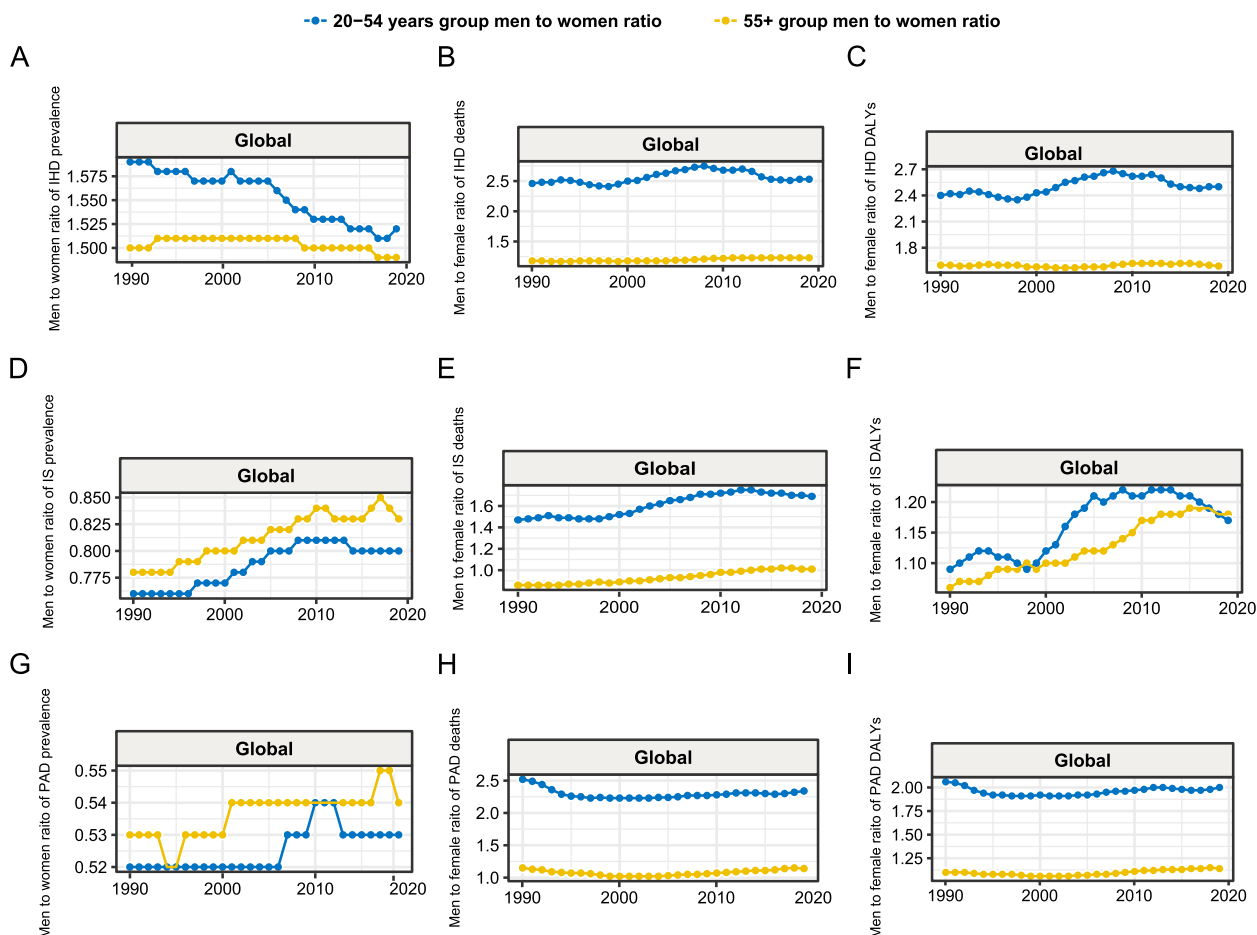 20−54 years group men to women ratio
55+ group men to women ratio
A
Men to women raito of IHD prevalence
Global
1.575
1.550
1.525
1.500
1990
2000
2010
2020
B
Men to female raito of IHD deaths
Global
2.5
2.0
1.5
1990
2000
2010
2020
C
Men to female raito of IHD DALYs
Global
2.7
2.4
2.1
1.8
1990
2000
2010
2020
D
Men to women raito of IS prevalence
Global
0.850
0.825
0.800
0.775
1990
2000
2010
2020
E
Men to female raito of IS deaths
Global
1.6
1.4
1.2
1.0
1990
2000
2010
2020
F
Men to female raito of IS DALYs
Global
1.20
1.15
1.10
1990
2000
2010
2020
G
Men to women raito of PAD prevalence
Global
0.55
0.54
0.53
0.52
1990
2000
2010
2020
H
Men to female raito of PAD deaths
Global
2.5
2.0
1.5
1.0
1990
2000
2010
2020
I
Men to female raito of PAD DALYs
Global
2.00
1.75
1.50
1.25
1990
2000
2010
2020